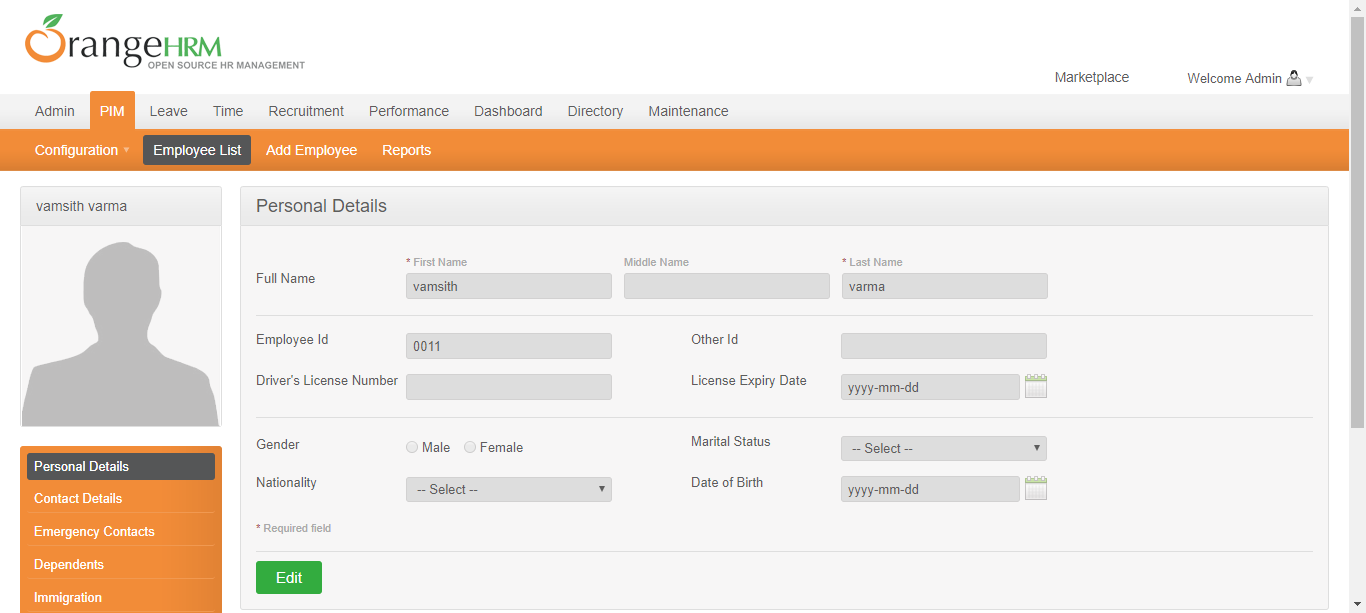 OrangeHRM
OPEN SOURCE HR MANAGEMENT
Marketplace
Welcome Admin
Admin PIM Leave Time Recruitment Performance Dashboard Directory Maintenance
Configuration Employee List Add Employee Reports
vamsith varma
Personal Details
* First Name Middle Name * Last Name
Full Name
vamsith varma
Employee Id 0011 Other Id
Driver's License Number License Expiry Date yyyy-mm-dd
Gender Male Female Marital Status -- Select --
Nationality -- Select -- Date of Birth yyyy-mm-dd
* Required field
Edit
Personal Details
Contact Details
Emergency Contacts
Dependents
Immigration